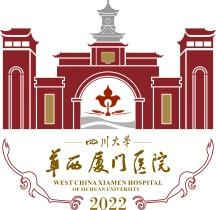 四川大学
华西厦门医院
WEST CHINA XIAMEN HOSPITAL
OF SICHUAN UNIVERSITY
2022